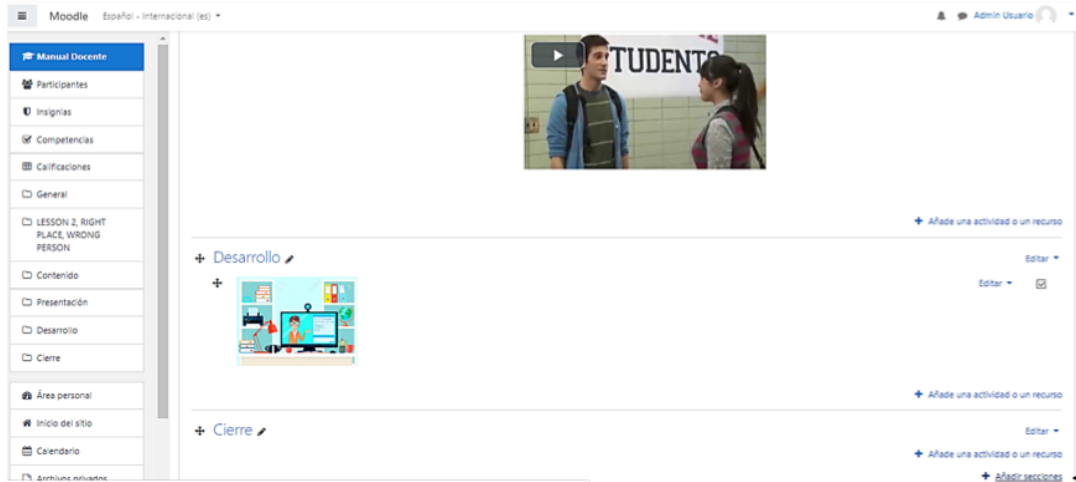 Moodle Español - Internacional (es)
Admin Usuario
Manual Docente
Participantes
Insignias
Competencias
Calificaciones
General
LESSON 2, RIGHT
PLACE, WRONG
PERSON
Contenido
Presentación
Desarrollo
Cierre
Área personal
Inicio del sitio
Calendario
Archivos privados
TUDENTS
Añade una actividad o un recurso
Desarrollo
Editar
Editar
Añade una actividad o un recurso
Cierre
Editar
Añade una actividad o un recurso
Añadir secciones